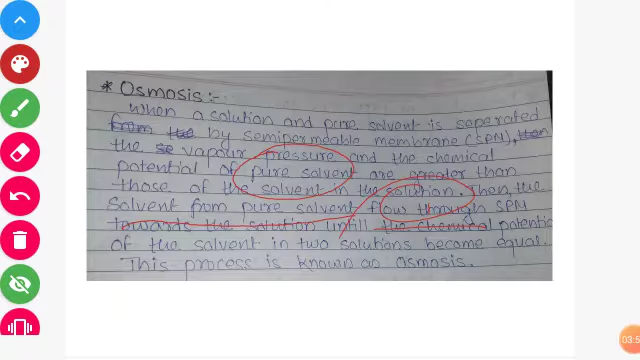 * Osmosis :-
When a solution and pure solvent is seperated
from the by semipermeable membrane (SPM), then
the se vapour pressure and the chemical
potential of pure solvent are greater than
those of the solvent in the solution. Then, the
solvent from pure solvent flow through SPM
towards the solution untill the chemical potential
of the solvent in two solutions become equal.
This process is known as osmosis.
03:5